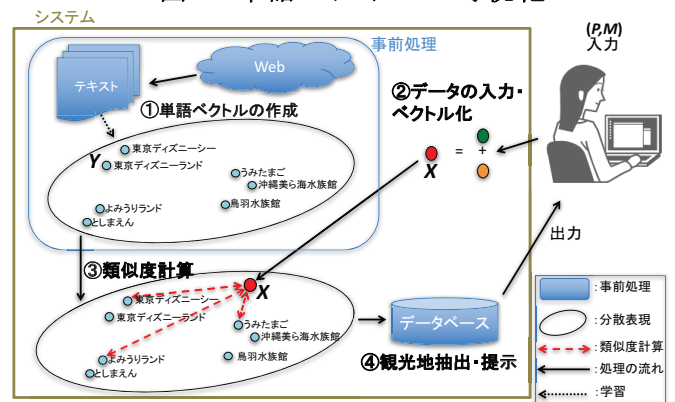 システム
事前処理
(P,M)
入力
テキスト
Web
①単語ベクトルの作成
②データの入力・
ベクトル化
Y
東京ディズニーシー
東京ディズニーランド
うみたまご
沖縄美ら海水族館
鳥羽水族館
よみうりランド
としまえん
X
=
+
出力
③類似度計算
X
東京ディズニーシー
東京ディズニーランド
うみたまご
沖縄美ら海水族館
鳥羽水族館
よみうりランド
としまえん
データベース
④観光地抽出・提示
:事前処理
:分散表現
:類似度計算
:処理の流れ
:学習